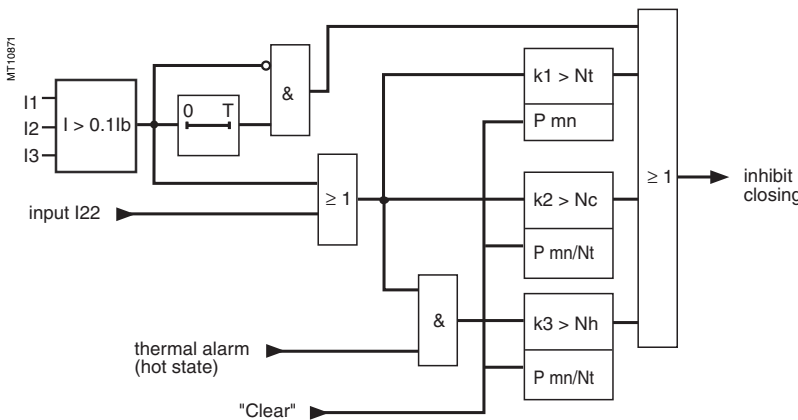 MT10871
I1
I2
I3
I > 0.1Ib
0 T
&
≥ 1
input I22
&
thermal alarm
(hot state)
"Clear"
k1 > Nt
P mn
k2 > Nc
P mn/Nt
k3 > Nh
P mn/Nt
≥ 1
inhibit
closing